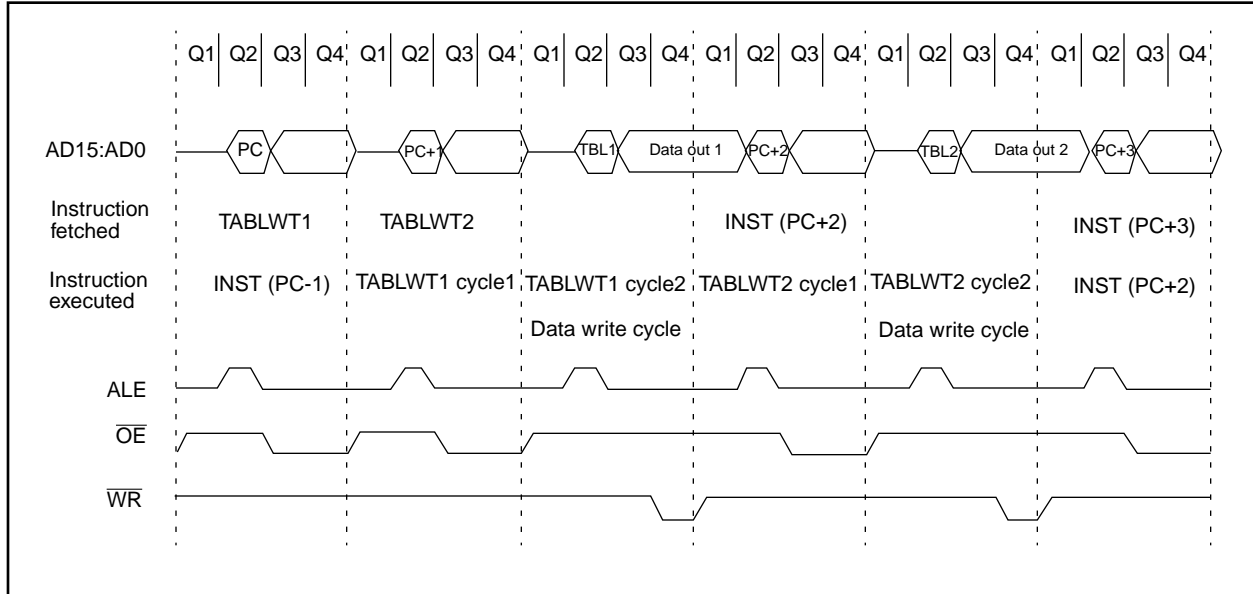 Q1 Q2 Q3 Q4 Q1 Q2 Q3 Q4 Q1 Q2 Q3 Q4 Q1 Q2 Q3 Q4 Q1 Q2 Q3 Q4 Q1 Q2 Q3 Q4
AD15:AD0 PC PC+1 TBL1 Data out 1 PC+2 TBL2 Data out 2 PC+3
Instruction
fetched TABLWT1 TABLWT2 INST (PC+2) INST (PC+3)
Instruction
executed INST (PC-1) TABLWT1 cycle1 TABLWT1 cycle2 TABLWT2 cycle1 TABLWT2 cycle2 INST (PC+2)
Data write cycle Data write cycle
ALE
OE
WR